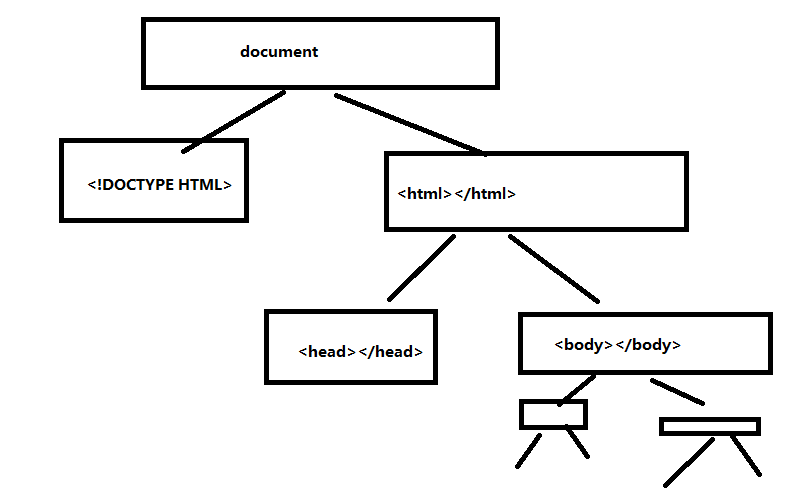 document
<!DOCTYPE HTML>
<html></html>
<head></head>
<body></body>